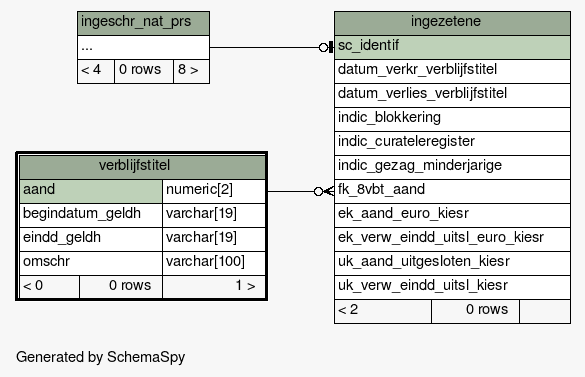 ingeschr_nat_prs
...
< 4 0 rows 8 >
ingezetene
sc_identif
datum_verkr_verblijfstitel
datum_verlies_verblijfstitel
indic_blokkering
indic_curateleregister
indic_gezag_minderjarige
fk_8vbt_aand
ek_aand_euro_kiesr
ek_verw_eindd_uitsl_euro_kiesr
uk_aand_uitgesloten_kiesr
uk_verw_eindd_uitsl_kiesr
< 2 0 rows
verblijfstitel
aand numeric[2]
begindatum_geldh varchar[19]
eindd_geldh varchar[19]
omschr varchar[100]
< 0 0 rows 1 >
Generated by SchemaSpy